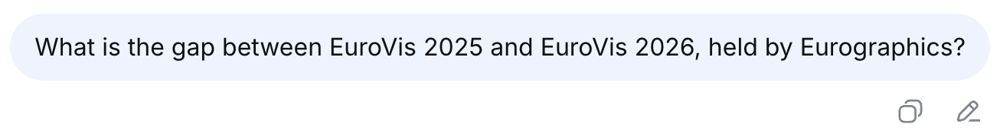 What is the gap between EuroVis 2025 and EuroVis 2026, held by Eurographics?